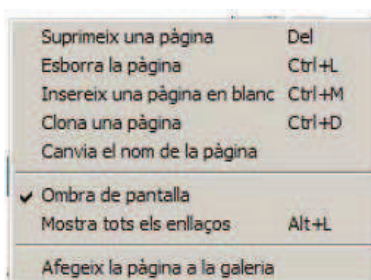 Suprimeix una pàgina Del
Esborra la pàgina Ctrl+L
Insereix una pàgina en blanc Ctrl+M
Clona una pàgina Ctrl+D
Canvia el nom de la pàgina
Ombra de pantalla
Mostra tots els enllaços Alt+L
Afegeix la pàgina a la galeria